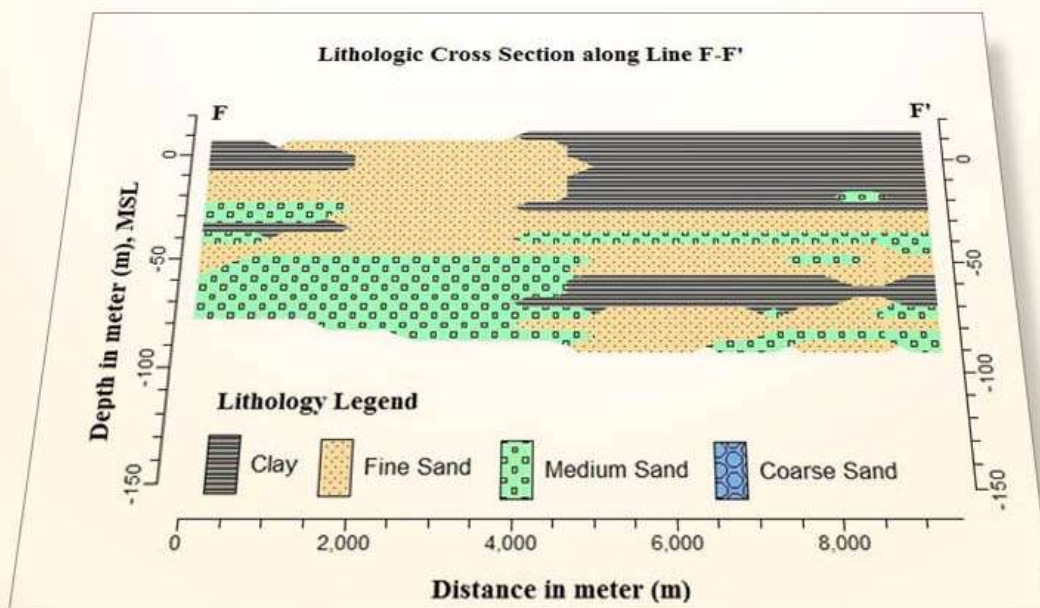 Lithologic Cross Section along Line F-F'
F
F'
0
-50
-100
-150
Depth in meter (m), MSL
0
-50
-100
-150
Lithology Legend
Clay
Fine Sand
Medium Sand
Coarse Sand
0
2,000
4,000
6,000
8,000
Distance in meter (m)